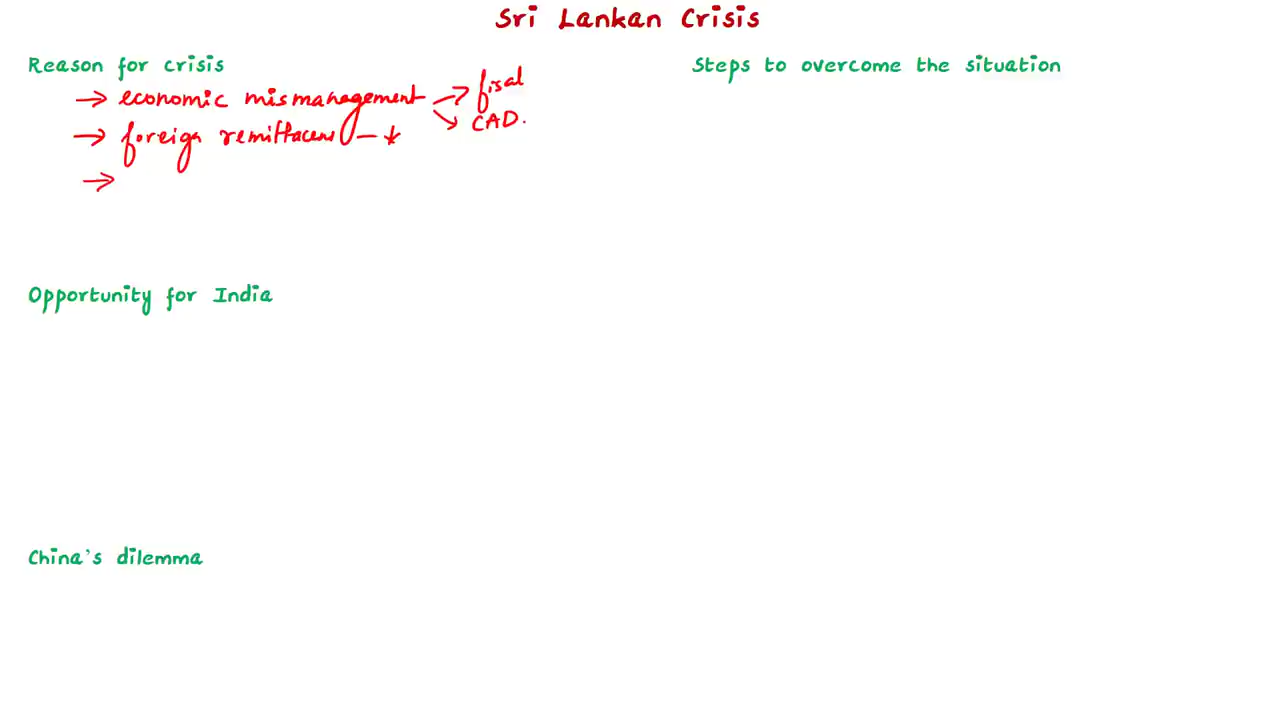 Sri Lankan Crisis
Reason for crisis
Steps to overcome the situation
→ economic mismanagement → fisal
→ CAD.
→ foreign remittacens - ↓
→
Opportunity for India
China's dilemma